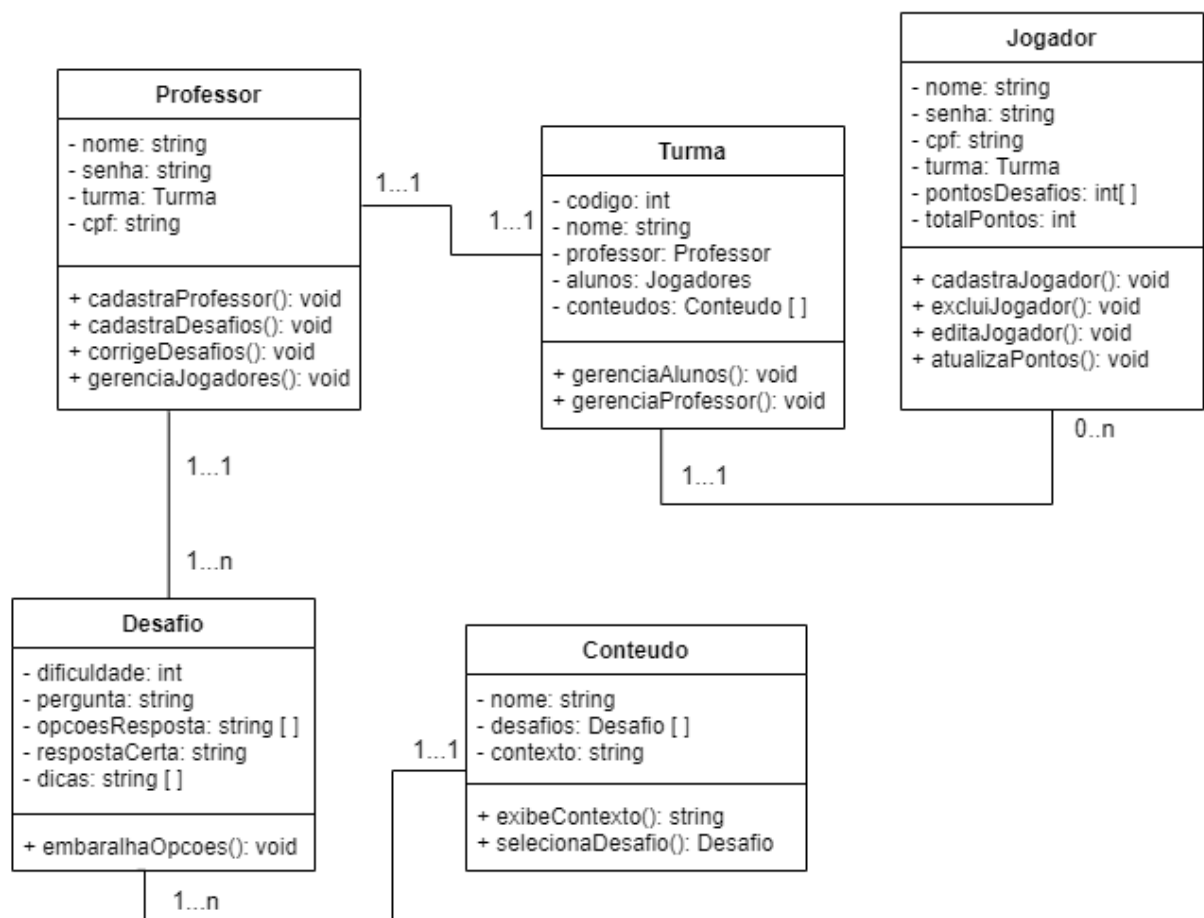 Professor
- nome: string
- senha: string
- turma: Turma
- cpf: string
+ cadastraProfessor(): void
+ cadastraDesafios(): void
+ corrigeDesafios(): void
+ gerenciaJogadores(): void
1...1
1...1
Turma
- codigo: int
- nome: string
- professor: Professor
- alunos: Jogadores
- conteudos: Conteudo [ ]
+ gerenciaAlunos(): void
+ gerenciaProfessor(): void
Jogador
- nome: string
- senha: string
- cpf: string
- turma: Turma
- pontosDesafios: int[ ]
- totalPontos: int
+ cadastraJogador(): void
+ excluiJogador(): void
+ editaJogador(): void
+ atualizaPontos(): void
0..n
1...1
1...1
1...n
Desafio
- dificuldade: int
- pergunta: string
- opcoesResposta: string [ ]
- respostaCerta: string
- dicas: string [ ]
+ embaralhaOpcoes(): void
1...n
1...1
Conteudo
- nome: string
- desafios: Desafio [ ]
- contexto: string
+ exibeContexto(): string
+ selecionaDesafio(): Desafio